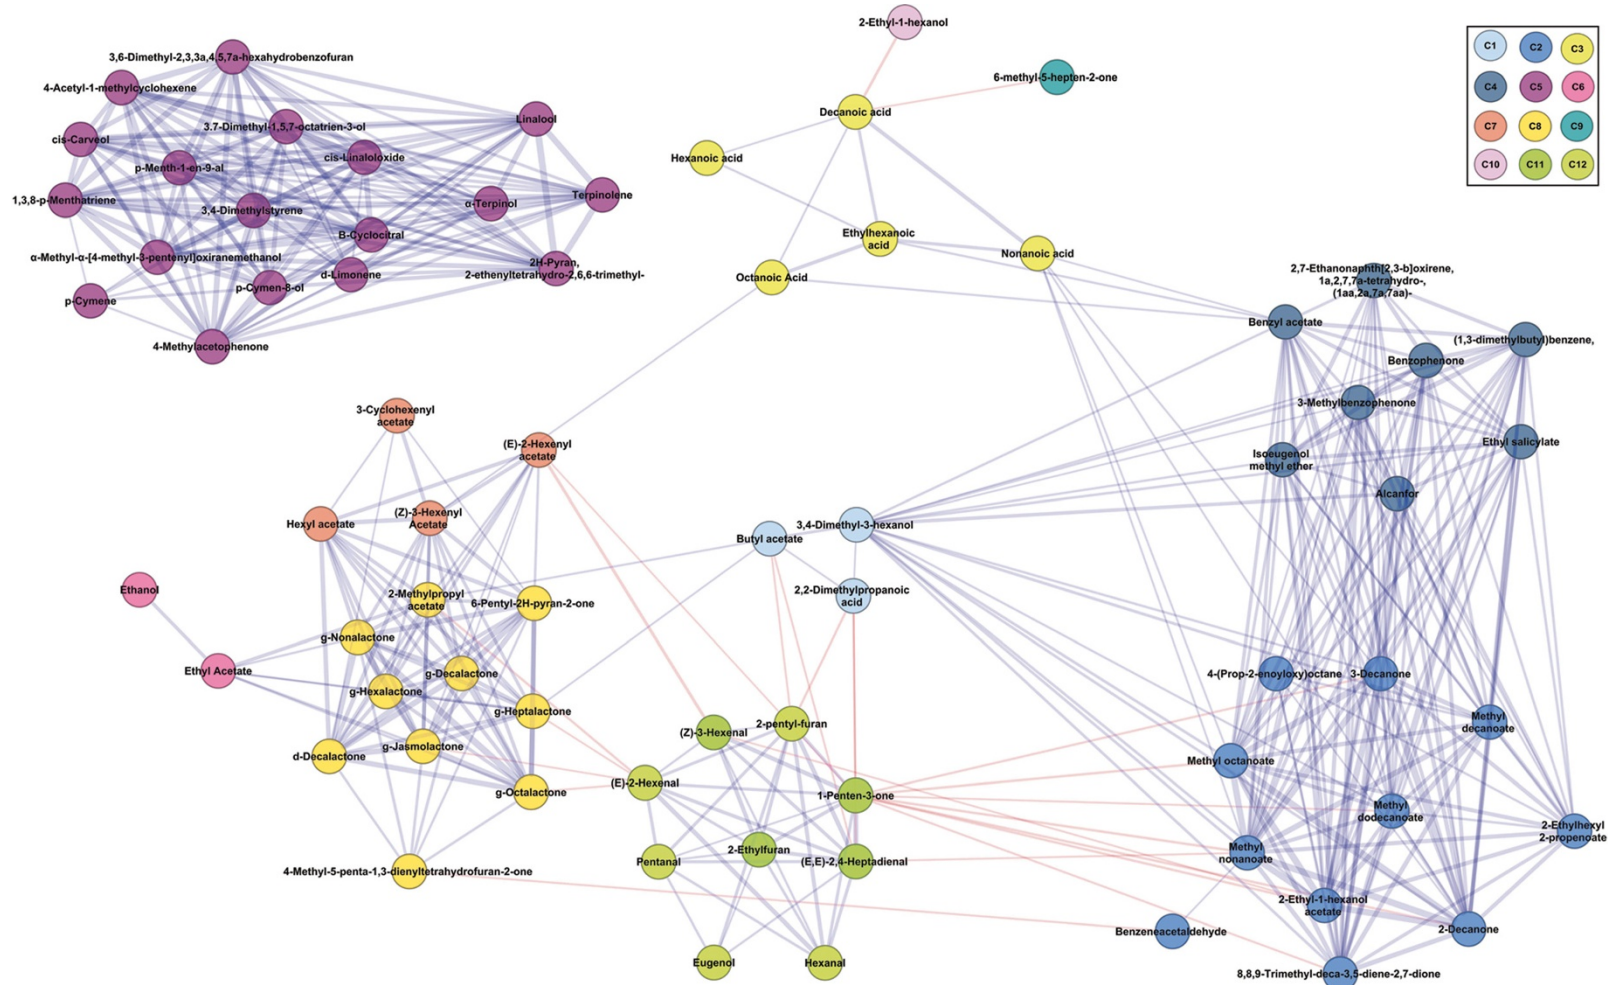 2-Ethyl-1-hexanol
6-methyl-5-hepten-2-one
Decanoic acid
Hexanoic acid
Ethylhexanoic
acid
Octanoic Acid
Nonanoic acid
C1
C2
C3
C4
C5
C6
C7
C8
C9
C10
C11
C12
3,6-Dimethyl-2,3,3a,4,5,7a-hexahydrobenzofuran
4-Acetyl-1-methylcyclohexene
3.7-Dimethyl-1,5,7-octatrien-3-ol
Linalool
cis-Carveol
cis-Linaloloxide
p-Menth-1-en-9-al
1,3,8-p-Menthatriene
3,4-Dimethylstyrene
α-Terpinol
Terpinolene
B-Cyclocitral
α-Methyl-α-[4-methyl-3-pentenyl]oxiranemethanol
d-Limonene
2H-Pyran,
2-ethenyltetrahydro-2,6,6-trimethyl-
p-Cymen-8-ol
p-Cymene
4-Methylacetophenone
2,7-Ethanonaphth[2,3-b]oxirene,
1a,2,7,7a-tetrahydro-,
(1aa,2a,7a,7aa)-
Benzyl acetate
(1,3-dimethylbutyl)benzene,
Benzophenone
3-Methylbenzophenone
Ethyl salicylate
Isoeugenol
methyl ether
Alcanfor
3-Cyclohexenyl
acetate
(E)-2-Hexenyl
acetate
Hexyl acetate
(Z)-3-Hexenyl
Acetate
Butyl acetate
3,4-Dimethyl-3-hexanol
2,2-Dimethylpropanoic
acid
Ethanol
Ethyl Acetate
2-Methylpropyl
acetate
6-Pentyl-2H-pyran-2-one
g-Nonalactone
g-Decalactone
g-Hexalactone
g-Heptalactone
g-Jasmolactone
d-Decalactone
g-Octalactone
4-Methyl-5-penta-1,3-dienyltetrahydrofuran-2-one
(Z)-3-Hexenal
2-pentyl-furan
(E)-2-Hexenal
1-Penten-3-one
Pentanal
2-Ethylfuran
(E,E)-2,4-Heptadienal
Eugenol
Hexanal
4-(Prop-2-enoyloxy)octane
3-Decanone
Methyl
decanoate
Methyl octanoate
Methyl
dodecanoate
2-Ethylhexyl
2-propenoate
Methyl
nonanoate
2-Ethyl-1-hexanol
acetate
Benzeneacetaldehyde
2-Decanone
8,8,9-Trimethyl-deca-3,5-diene-2,7-dione